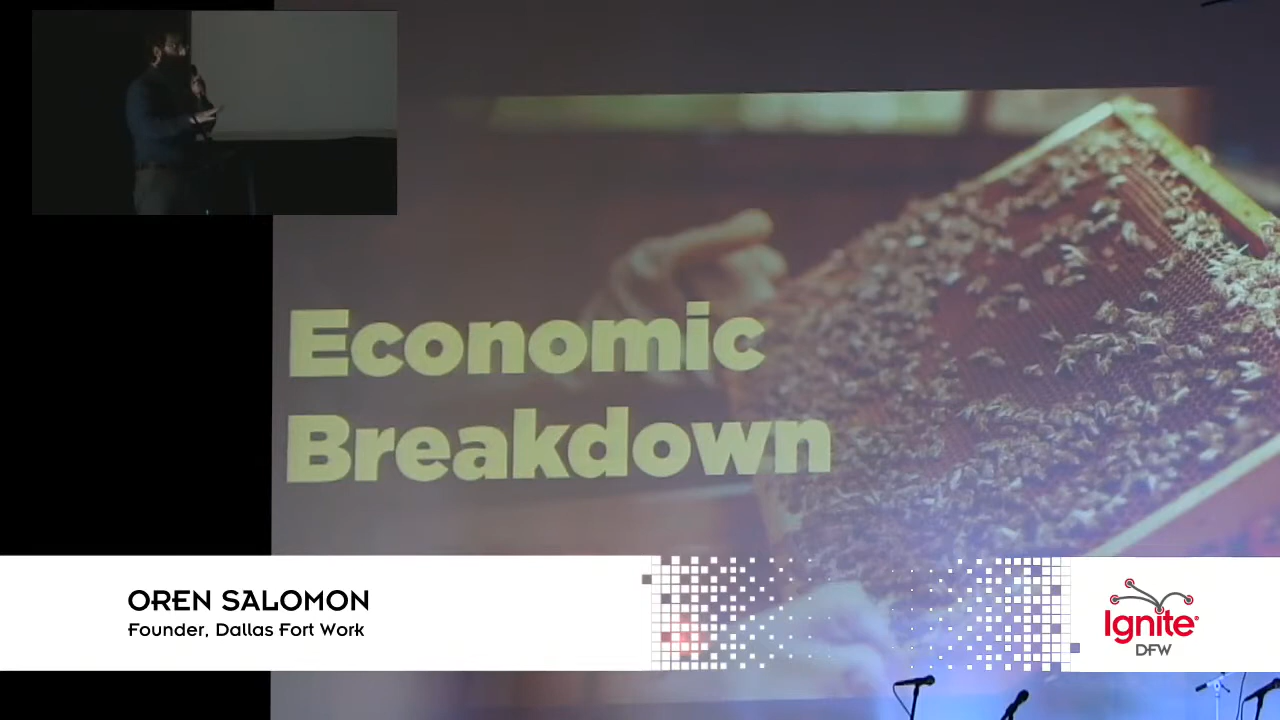 Economic
Breakdown
OREN SALOMON
Founder, Dallas Fort Work
Ignite
DFW